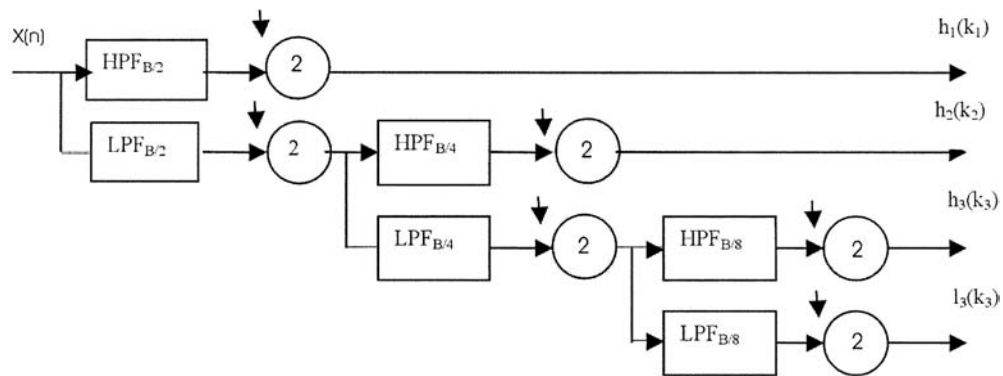 X(n)
HPF_B/2
2
h₁(k₁)
LPF_B/2
2
HPF_B/4
2
h₂(k₂)
LPF_B/4
2
HPF_B/8
2
h₃(k₃)
LPF_B/8
2
l₃(k₃)